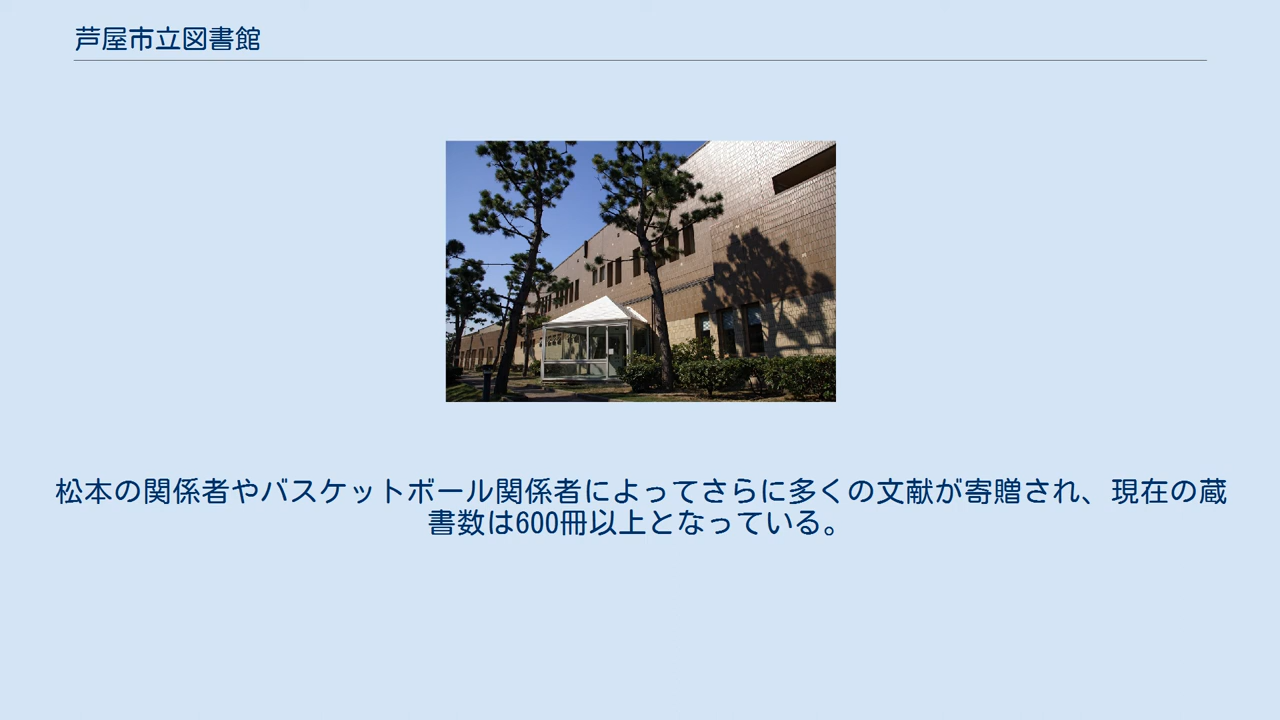 芦屋市立図書館
松本の関係者やバスケットボール関係者によってさらに多くの文献が寄贈され、現在の蔵
書数は600冊以上となっている。